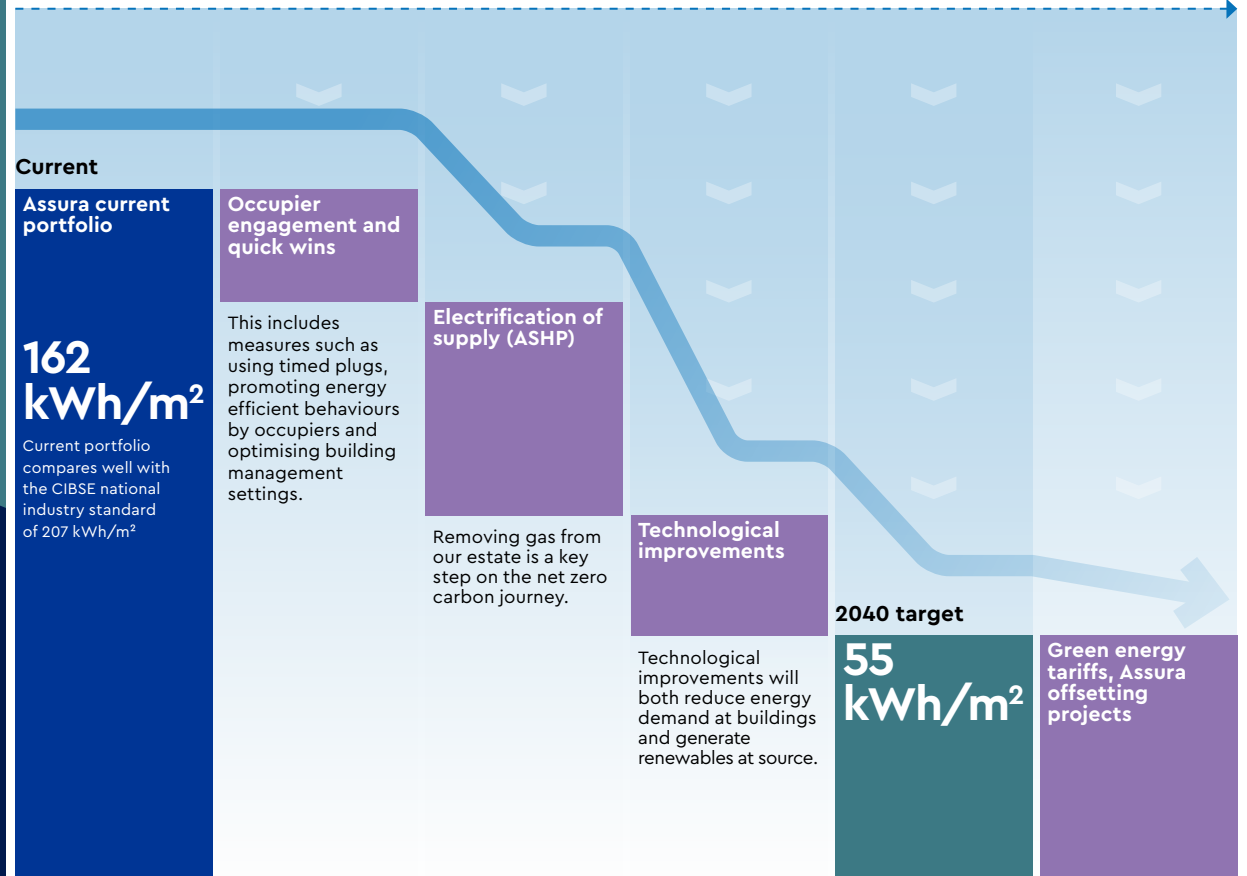 Current
Assura current
portfolio
162
kWh/m²
Current portfolio
compares well with
the CIBSE national
industry standard
of 207 kWh/m²
Occupier
engagement and
quick wins
This includes
measures such as
using timed plugs,
promoting energy
efficient behaviours
by occupiers and
optimising building
management
settings.
Electrification of
supply (ASHP)
Removing gas from
our estate is a key
step on the net zero
carbon journey.
Technological
improvements
Technological
improvements will
both reduce energy
demand at buildings
and generate
renewables at source.
2040 target
55
kWh/m²
Green energy
tariffs, Assura
offsetting
projects